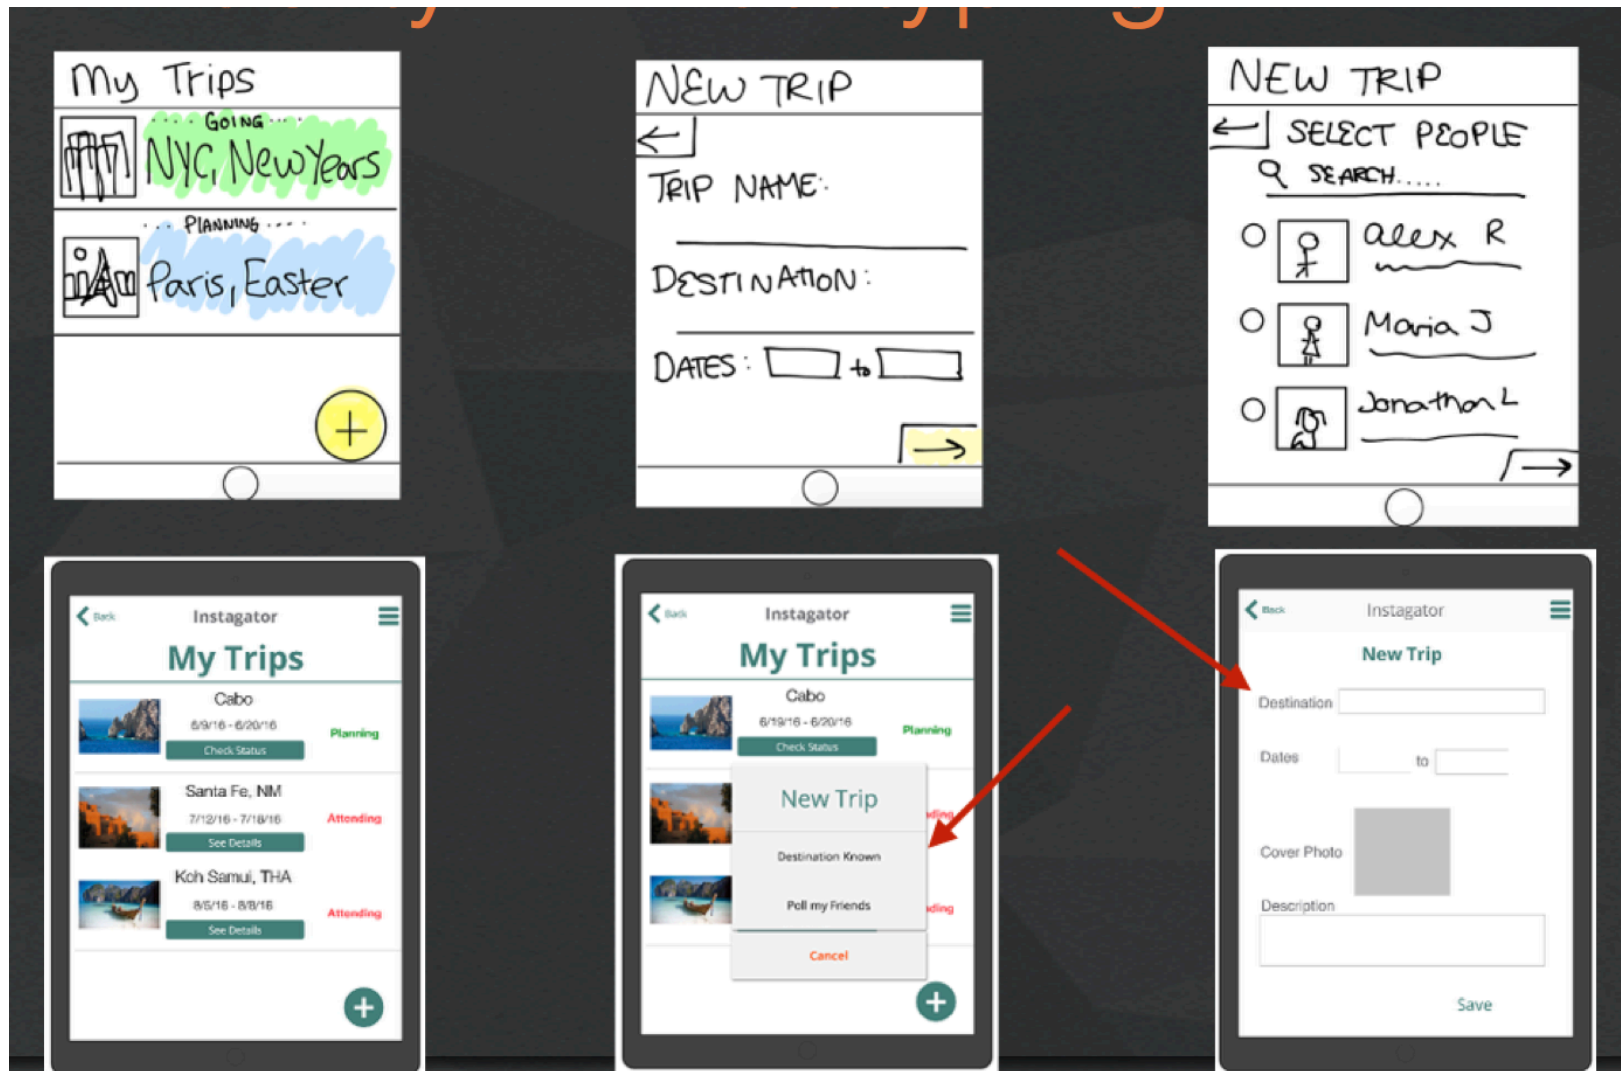 My Trips
GOING
NYC, New Years
PLANNING
Paris, Easter
+
NEW TRIP
TRIP NAME:
DESTINATION:
DATES: to
NEW TRIP
SELECT PEOPLE
SEARCH.....
Alex R
Maria J
Jonathan L
Back Instagator
My Trips
Cabo
6/9/16 - 6/20/16
Planning
Check Status
Santa Fe, NM
7/12/16 - 7/18/16
Attending
See Details
Koh Samui, THA
8/5/16 - 8/8/16
Attending
See Details
+
Back Instagator
My Trips
Cabo
6/19/16 - 6/20/16
Planning
Check Status
New Trip
Destination Known
Poll my Friends
Cancel
+
Back Instagator
New Trip
Destination
Dates to
Cover Photo
Description
Save